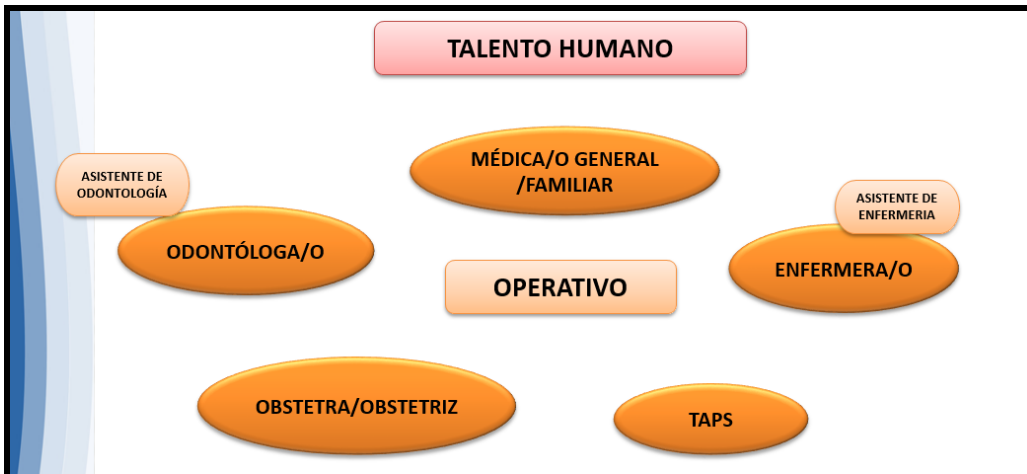 TALENTO HUMANO
MÉDICA/O GENERAL
/FAMILIAR
ASISTENTE DE
ODONTOLOGÍA
ASISTENTE DE
ENFERMERIA
ODONTÓLOGA/O
ENFERMERA/O
OPERATIVO
OBSTETRA/OBSTETRIZ
TAPS